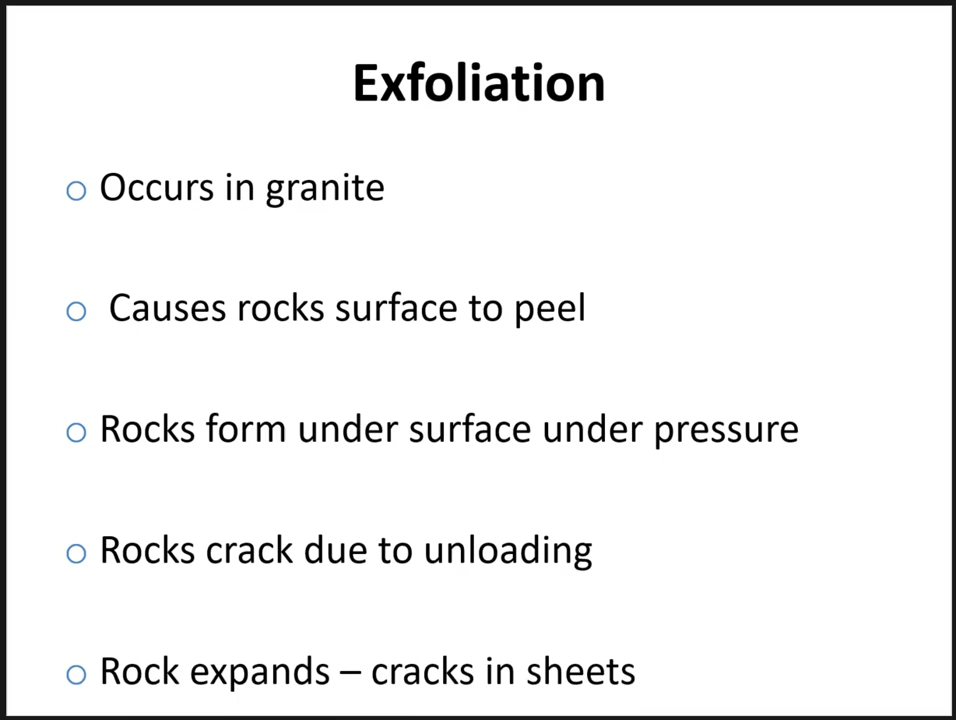 Exfoliation
o Occurs in granite
o Causes rocks surface to peel
o Rocks form under surface under pressure
o Rocks crack due to unloading
o Rock expands – cracks in sheets